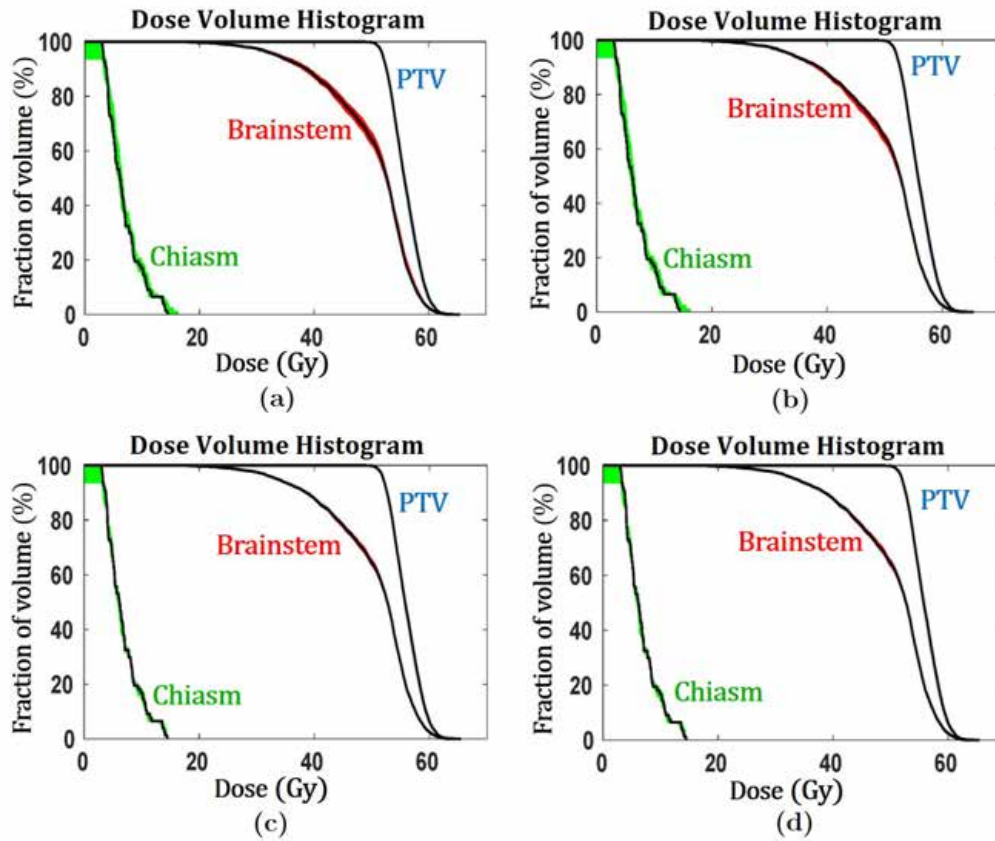 Dose Volume Histogram
Fraction of volume (%)
100
80
60
40
20
0
PTV
Brainstem
Chiasm
0 20 40 60
Dose (Gy)
(a)
Dose Volume Histogram
Fraction of volume (%)
100
80
60
40
20
0
PTV
Brainstem
Chiasm
0 20 40 60
Dose (Gy)
(b)
Dose Volume Histogram
Fraction of volume (%)
100
80
60
40
20
0
PTV
Brainstem
Chiasm
0 20 40 60
Dose (Gy)
(c)
Dose Volume Histogram
Fraction of volume (%)
100
80
60
40
20
0
PTV
Brainstem
Chiasm
0 20 40 60
Dose (Gy)
(d)